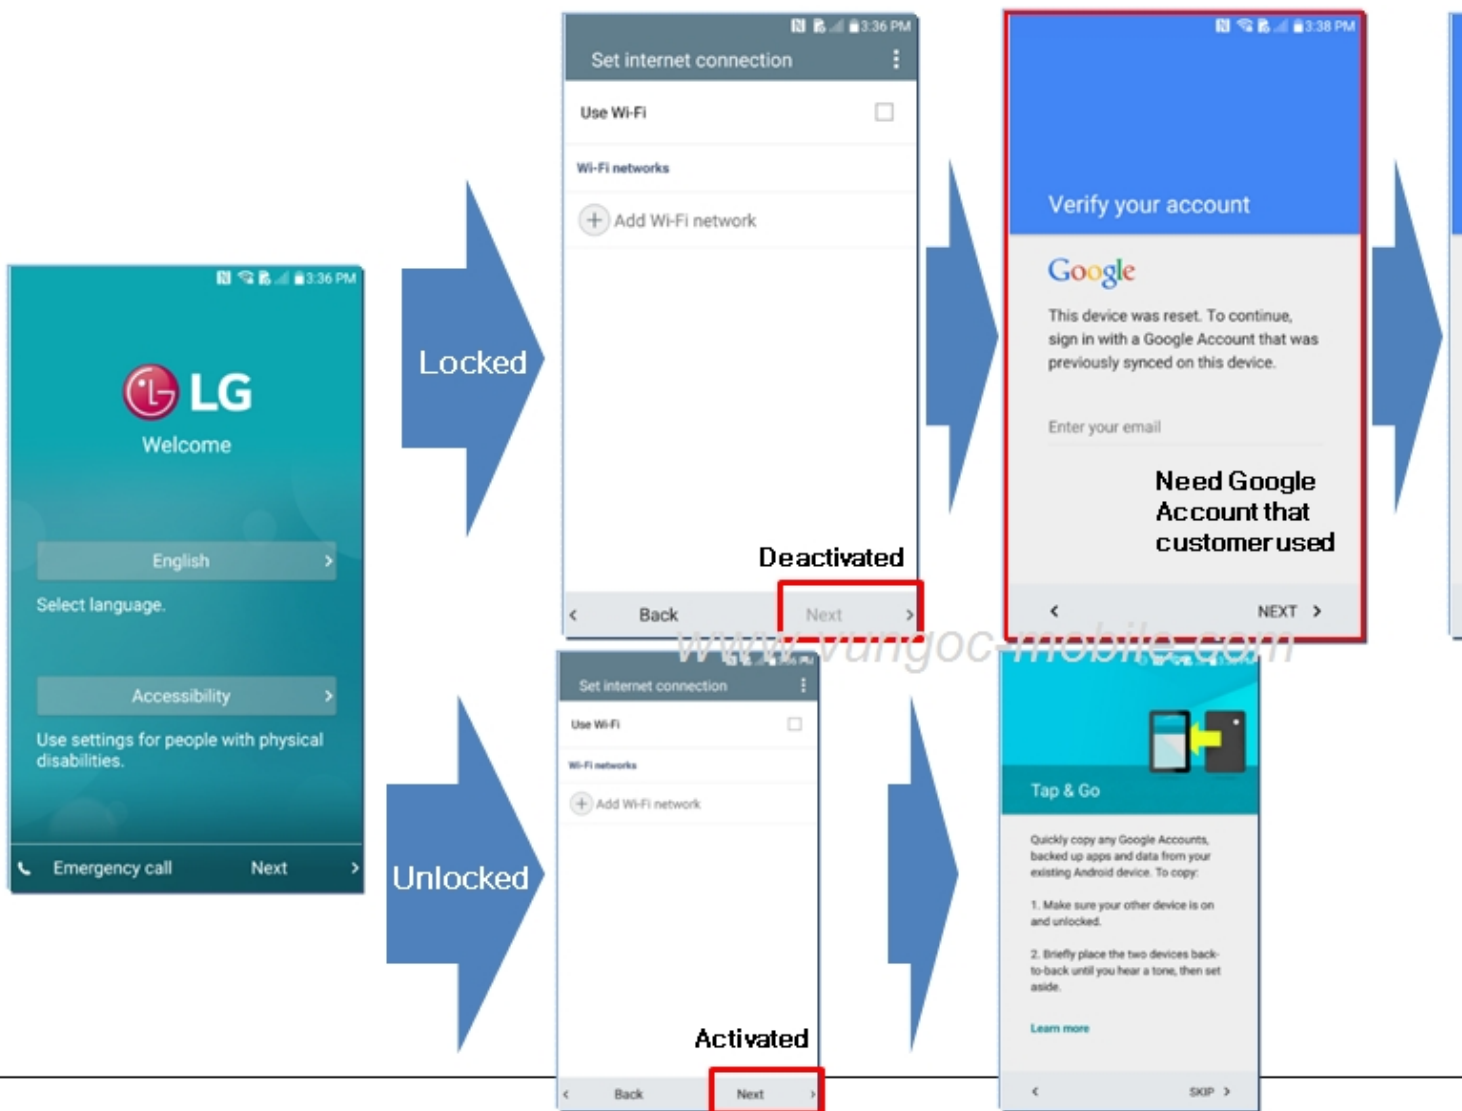 3:36 PM
LG
Welcome
English
Select language.
Accessibility
Use settings for people with physical
disabilities.
Emergency call Next
Locked
3:36 PM
Set internet connection
Use Wi-Fi
Wi-Fi networks
Add Wi-Fi network
Deactivated
Back Next
3:38 PM
Verify your account
Google
This device was reset. To continue,
sign in with a Google Account that was
previously synced on this device.
Enter your email
Need Google
Account that
customer used
NEXT
www.vungoc-mobile.com
Unlocked
Set internet connection
Use Wi-Fi
Wi-Fi networks
Add Wi-Fi network
Activated
Back Next
Tap & Go
Quickly copy any Google Accounts,
backed up apps and data from your
existing Android device. To copy:
1. Make sure your other device is on
and unlocked.
2. Briefly place the two devices back-
to-back until you hear a tone, then set
aside.
Learn more
SKIP